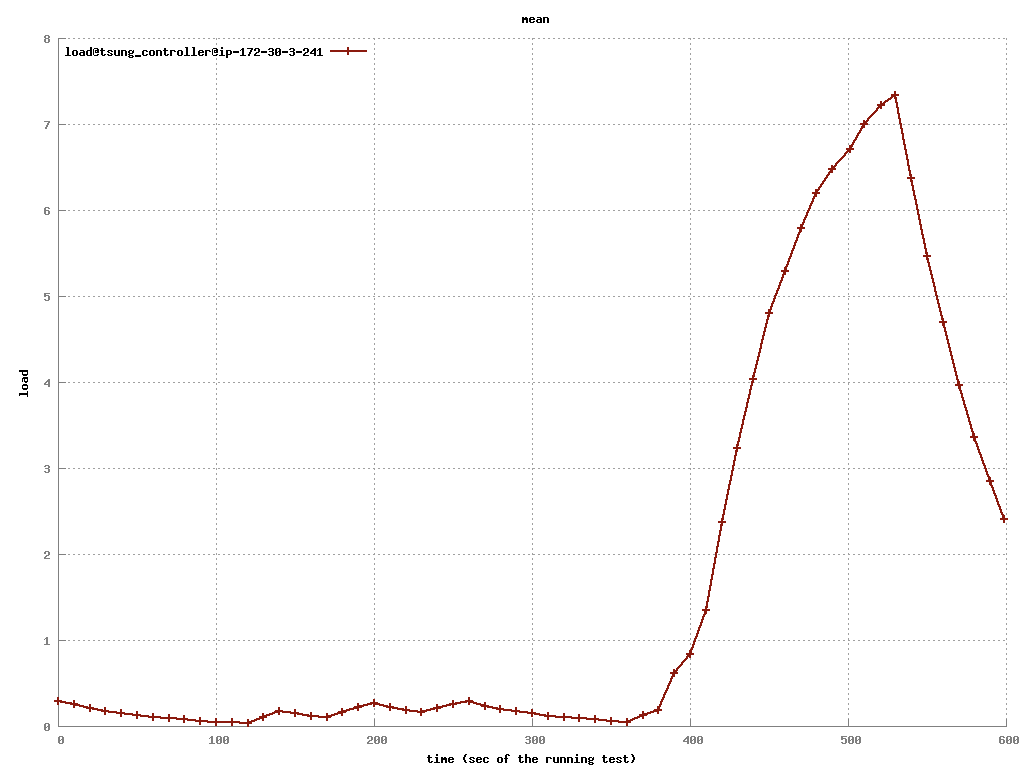 mean
8
load@tsung_controller@ip-172-30-3-241
7
6
5
4
load
3
2
1
0
0 100 200 300 400 500 600
time (sec of the running test)